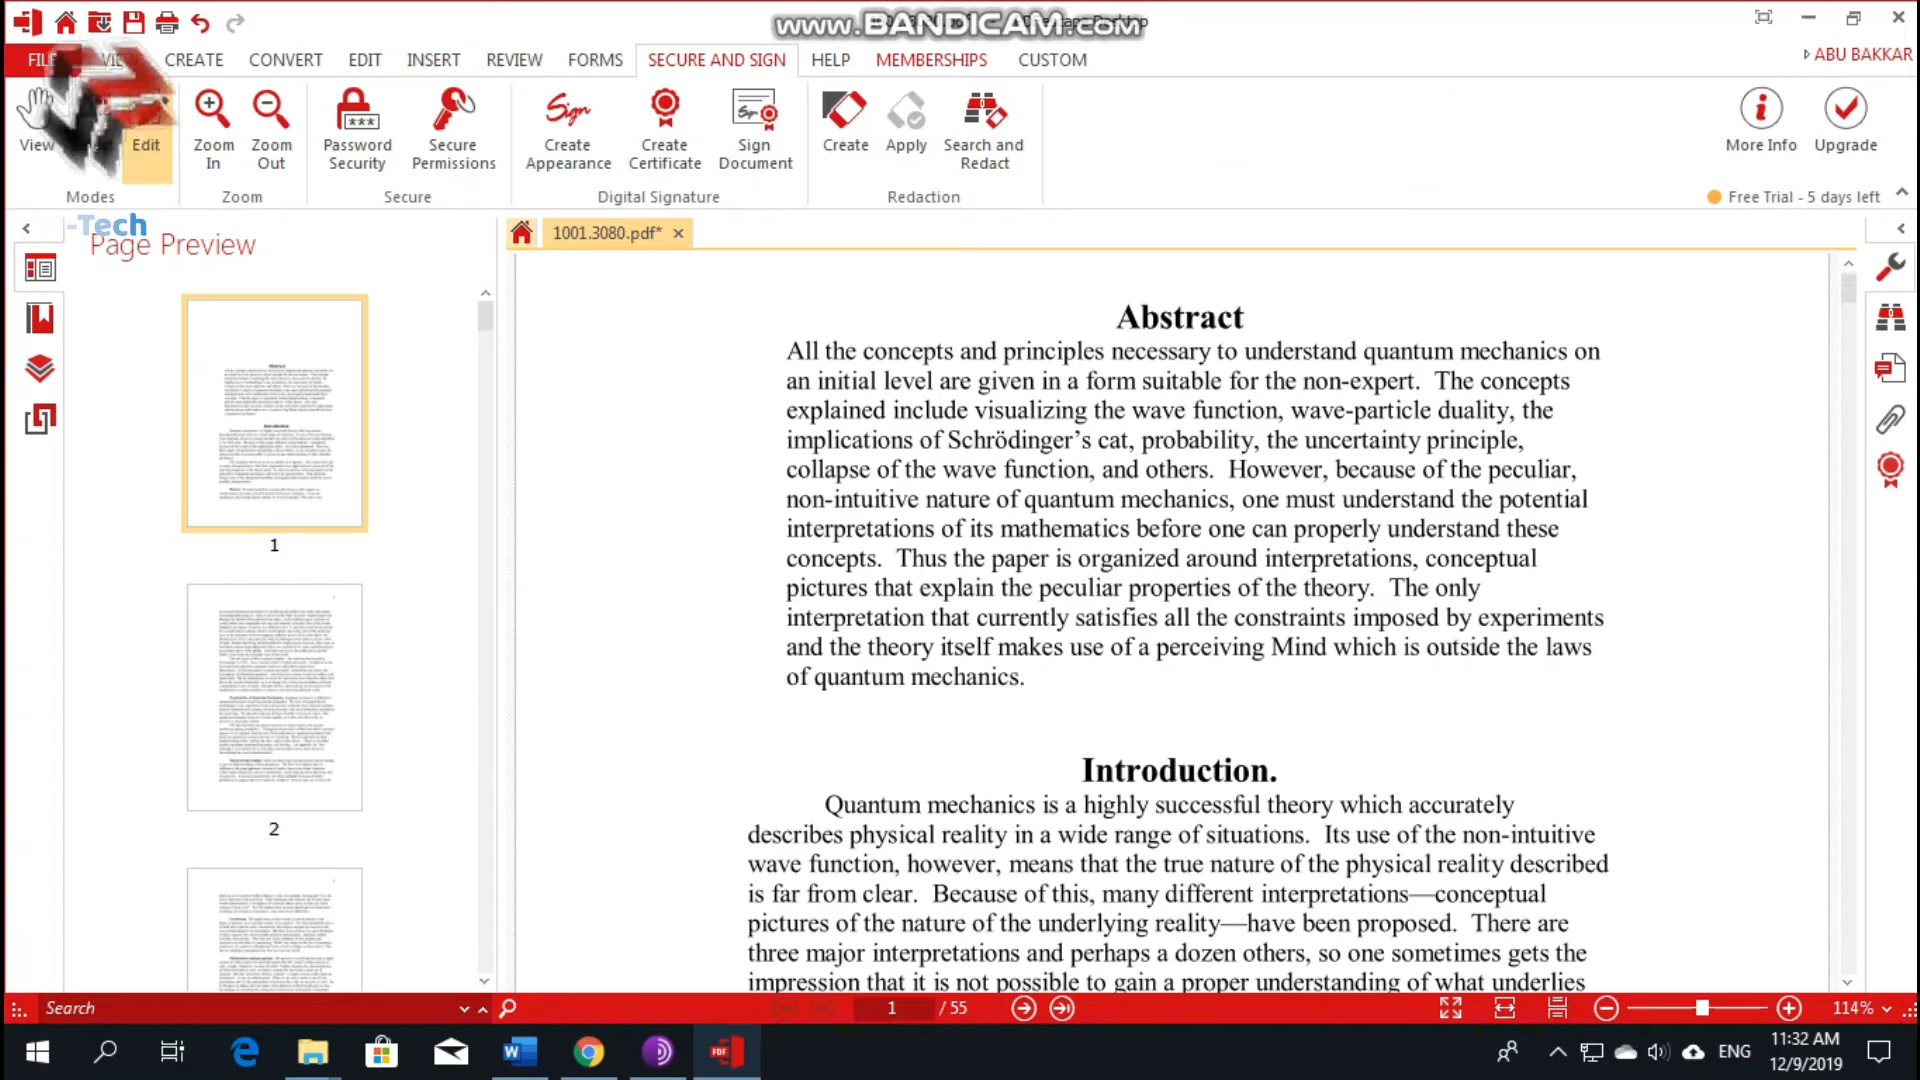 www.BANDICAM.com
Desktop
FILE
CREATE
CONVERT
EDIT
INSERT
REVIEW
FORMS
SECURE AND SIGN
HELP
MEMBERSHIPS
CUSTOM
ABU BAKKAR
View
Edit
Zoom In
Zoom Out
Password Security
Secure Permissions
Create Appearance
Create Certificate
Sign Document
Create
Apply
Search and Redact
More Info
Upgrade
Modes
Zoom
Secure
Digital Signature
Redaction
Free Trial - 5 days left
-Tech
Page Preview
1001.3080.pdf*
1
2
Abstract
All the concepts and principles necessary to understand quantum mechanics on
an initial level are given in a form suitable for the non-expert. The concepts
explained include visualizing the wave function, wave-particle duality, the
implications of Schrödinger’s cat, probability, the uncertainty principle,
collapse of the wave function, and others. However, because of the peculiar,
non-intuitive nature of quantum mechanics, one must understand the potential
interpretations of its mathematics before one can properly understand these
concepts. Thus the paper is organized around interpretations, conceptual
pictures that explain the peculiar properties of the theory. The only
interpretation that currently satisfies all the constraints imposed by experiments
and the theory itself makes use of a perceiving Mind which is outside the laws
of quantum mechanics.
Introduction.
Quantum mechanics is a highly successful theory which accurately
describes physical reality in a wide range of situations. Its use of the non-intuitive
wave function, however, means that the true nature of the physical reality described
is far from clear. Because of this, many different interpretations—conceptual
pictures of the nature of the underlying reality—have been proposed. There are
three major interpretations and perhaps a dozen others, so one sometimes gets the
impression that it is not possible to gain a proper understanding of what underlies
Search
1 / 55
114%
ENG
11:32 AM
12/9/2019